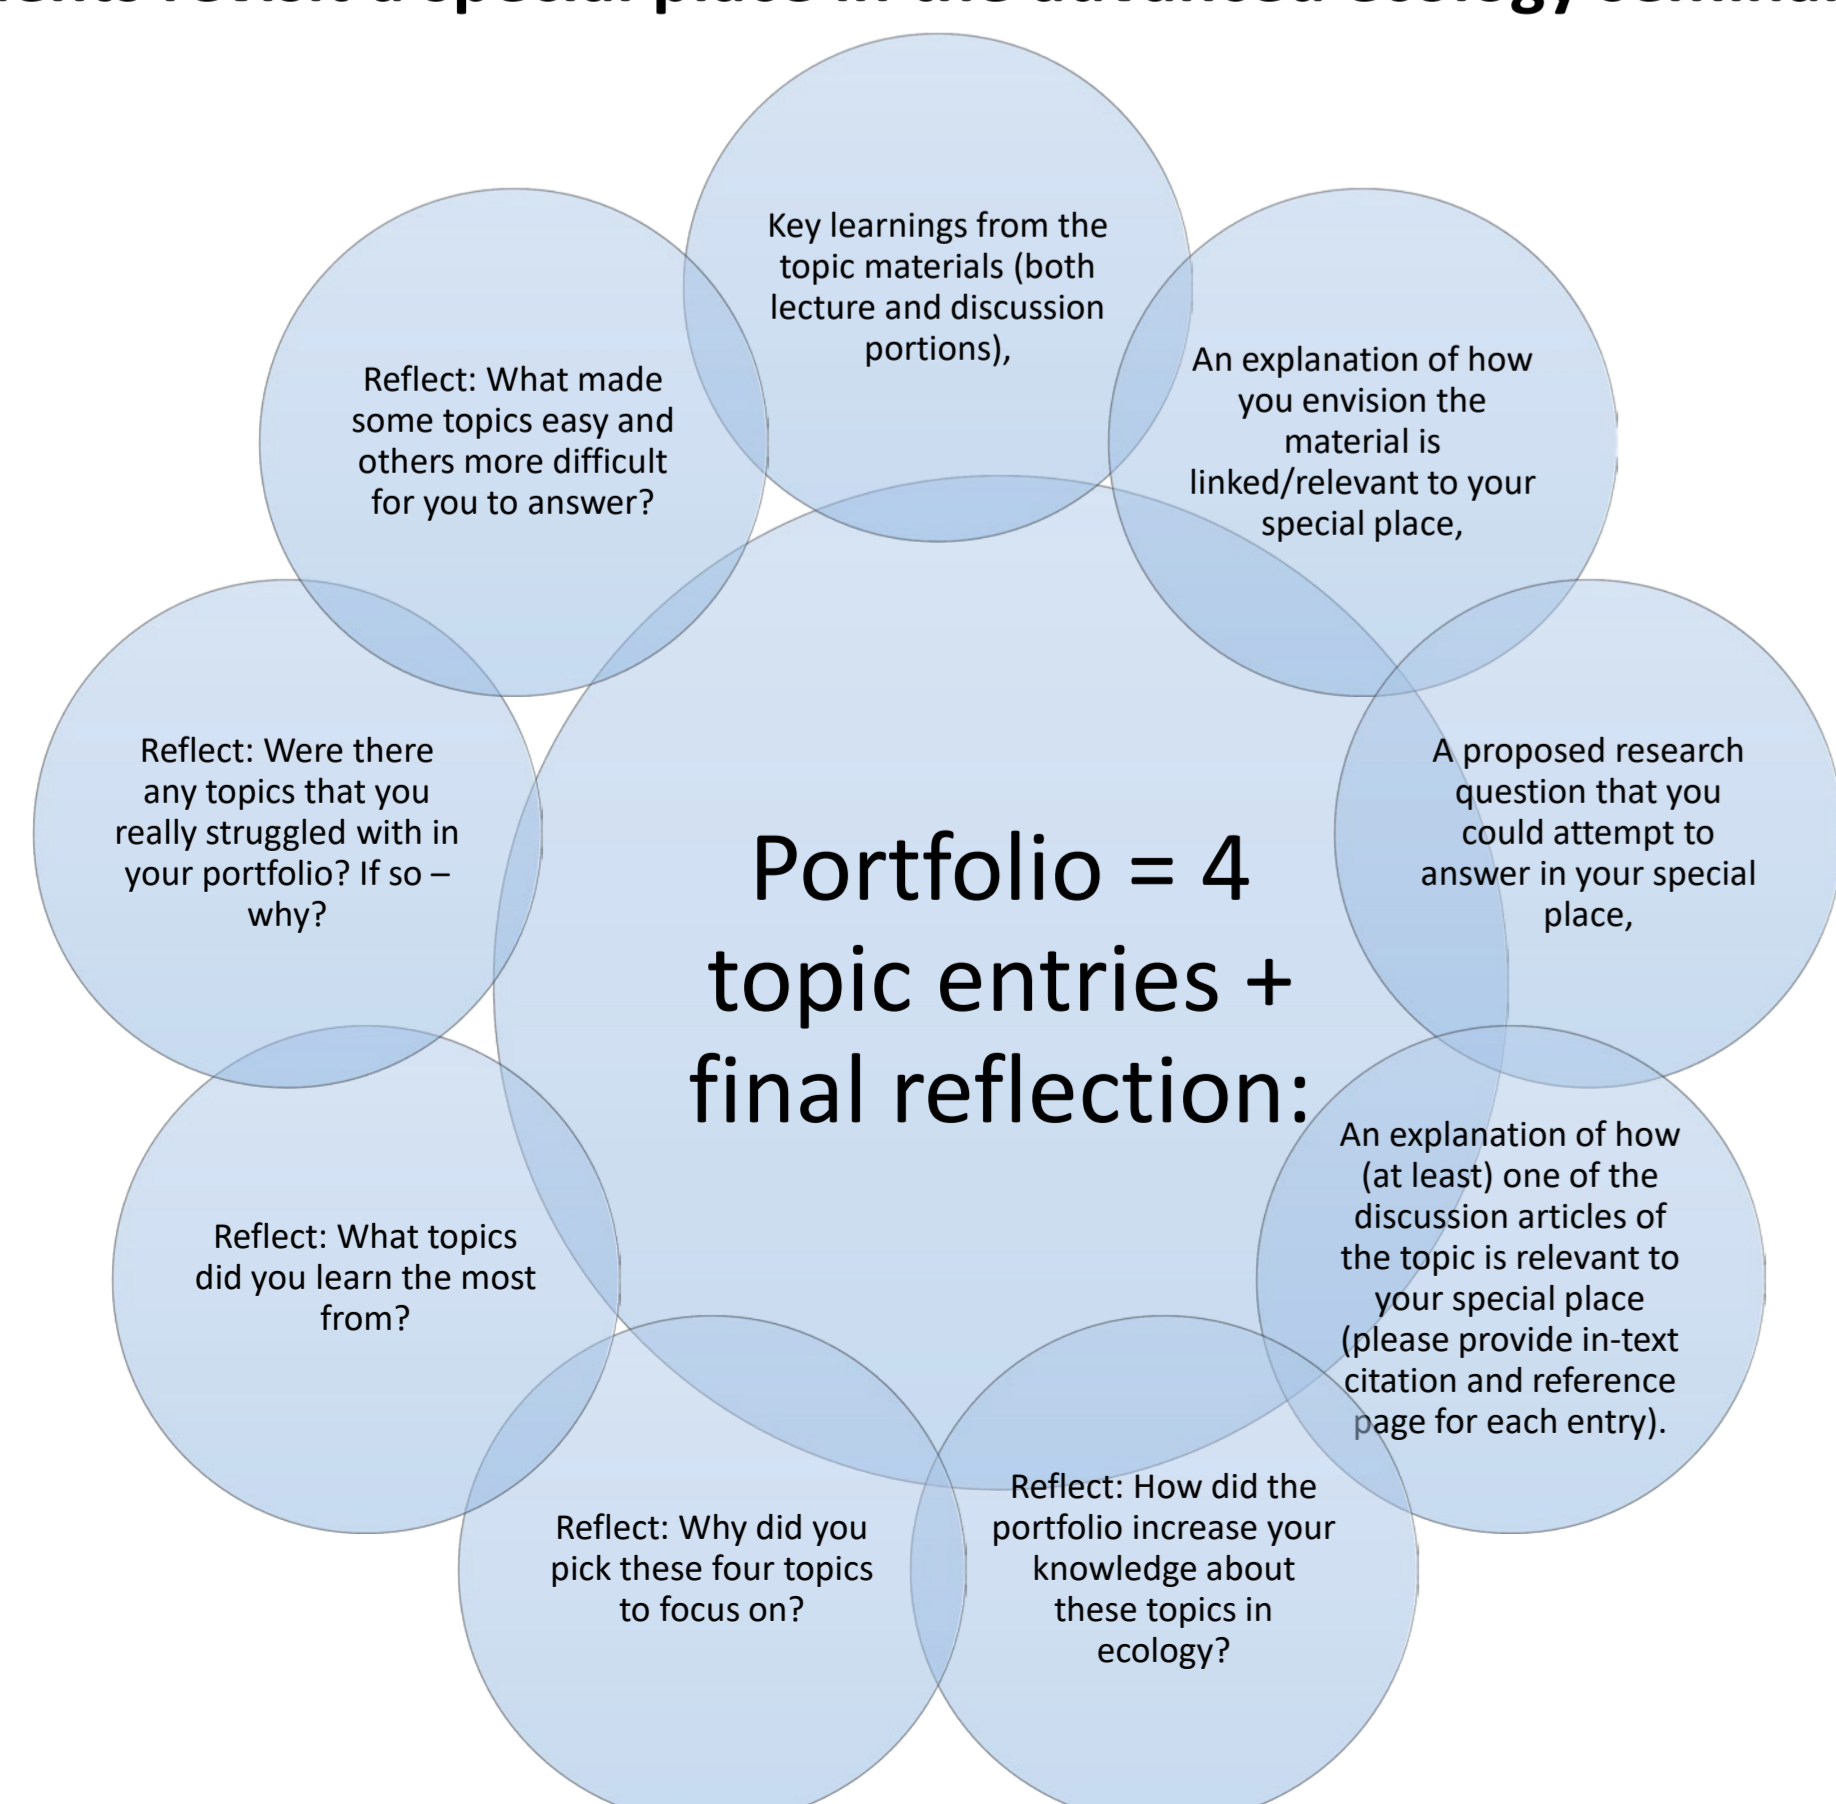 revisit a special place in the advanced ecology
Key learnings from the
topic materials (both
lecture and discussion
portions),
An explanation of how
you envision the
material is
linked/relevant to your
special place,
A proposed research
question that you
could attempt to
answer in your special
place,
An explanation of how
(at least) one of the
discussion articles of
the topic is relevant to
your special place
(please provide in-text
citation and reference
page for each entry).
Reflect: How did the
portfolio increase your
knowledge about
these topics in
ecology?
Reflect: Why did you
pick these four topics
to focus on?
Reflect: What topics
did you learn the most
from?
Reflect: Were there
any topics that you
really struggled with in
your portfolio? If so –
why?
Reflect: What made
some topics easy and
others more difficult
for you to answer?
Portfolio = 4
topic entries +
final reflection: